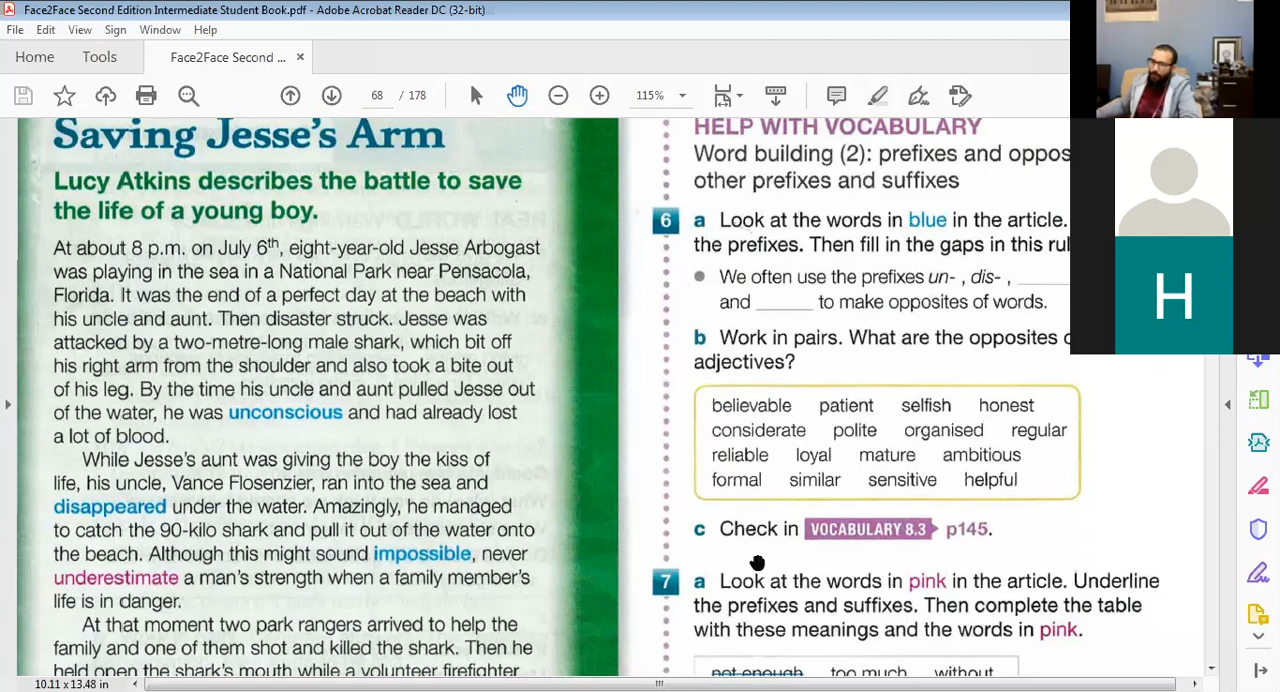 Face2Face Second Edition Intermediate Student Book.pdf - Adobe Acrobat Reader DC (32-bit)
File Edit View Sign Window Help
Home Tools Face2Face Second ... ×
68 / 178 115%
Saving Jesse's Arm
Lucy Atkins describes the battle to save
the life of a young boy.
At about 8 p.m. on July 6th, eight-year-old Jesse Arbogast
was playing in the sea in a National Park near Pensacola,
Florida. It was the end of a perfect day at the beach with
his uncle and aunt. Then disaster struck. Jesse was
attacked by a two-metre-long male shark, which bit off
his right arm from the shoulder and also took a bite out
of his leg. By the time his uncle and aunt pulled Jesse out
of the water, he was unconscious and had already lost
a lot of blood.
While Jesse's aunt was giving the boy the kiss of
life, his uncle, Vance Flosenzier, ran into the sea and
disappeared under the water. Amazingly, he managed
to catch the 90-kilo shark and pull it out of the water onto
the beach. Although this might sound impossible, never
underestimate a man's strength when a family member's
life is in danger.
At that moment two park rangers arrived to help the
family and one of them shot and killed the shark. Then he
held open the shark's mouth while a volunteer firefighter
HELP WITH VOCABULARY
Word building (2): prefixes and oppos
other prefixes and suffixes
6 a Look at the words in blue in the article.
the prefixes. Then fill in the gaps in this rul
● We often use the prefixes un- , dis- , ______
and ______ to make opposites of words.
b Work in pairs. What are the opposites o
adjectives?
believable patient selfish honest
considerate polite organised regular
reliable loyal mature ambitious
formal similar sensitive helpful
c Check in VOCABULARY 8.3 p145.
7 a Look at the words in pink in the article. Underline
the prefixes and suffixes. Then complete the table
with these meanings and the words in pink.
not enough too much without
H
10.11 x 13.48 in